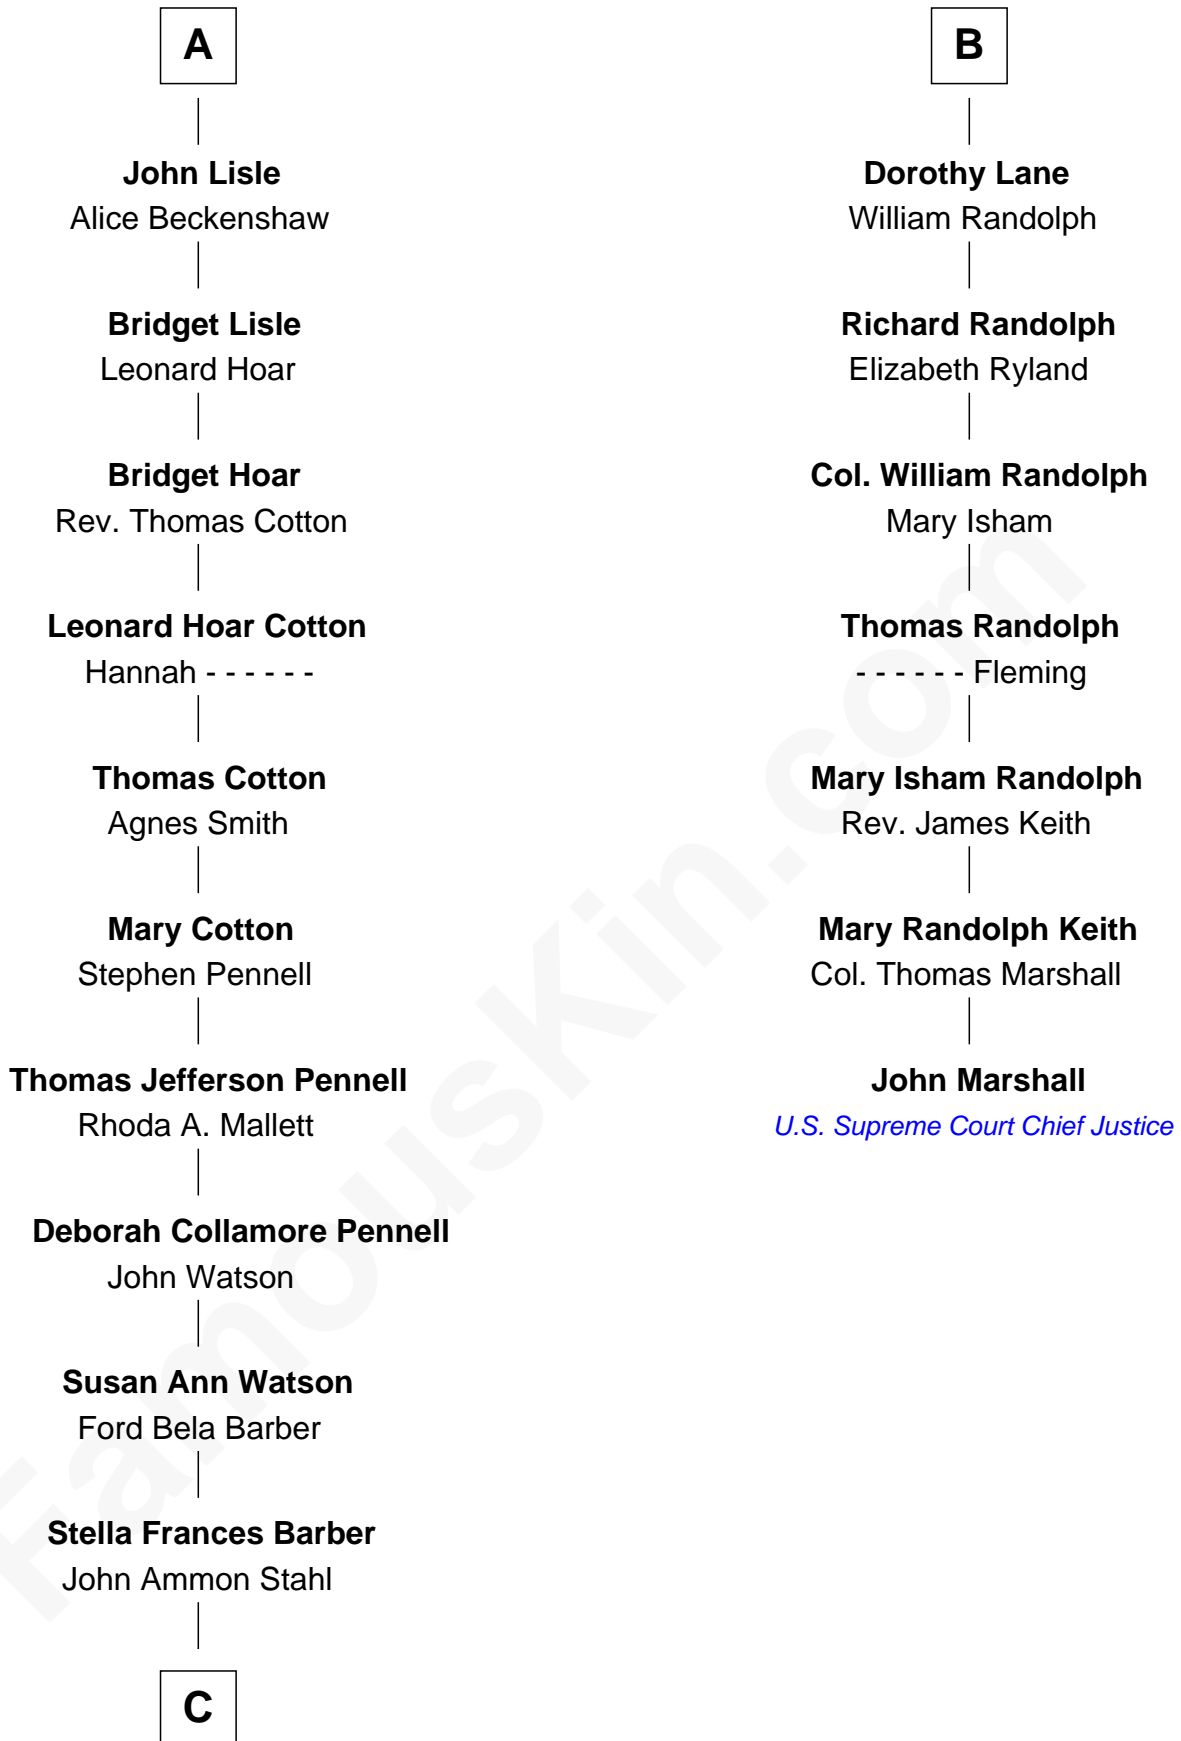 A
John Lisle
Alice Beckenshaw
Bridget Lisle
Leonard Hoar
Bridget Hoar
Rev. Thomas Cotton
Leonard Hoar Cotton
Hannah - - - - - -
Thomas Cotton
Agnes Smith
Mary Cotton
Stephen Pennell
Thomas Jefferson Pennell
Rhoda A. Mallett
Deborah Collamore Pennell
John Watson
Susan Ann Watson
Ford Bela Barber
Stella Frances Barber
John Ammon Stahl
C
B
Dorothy Lane
William Randolph
Richard Randolph
Elizabeth Ryland
Col. William Randolph
Mary Isham
Thomas Randolph
- - - - - - Fleming
Mary Isham Randolph
Rev. James Keith
Mary Randolph Keith
Col. Thomas Marshall
John Marshall
U.S. Supreme Court Chief Justice
FamousKin.com